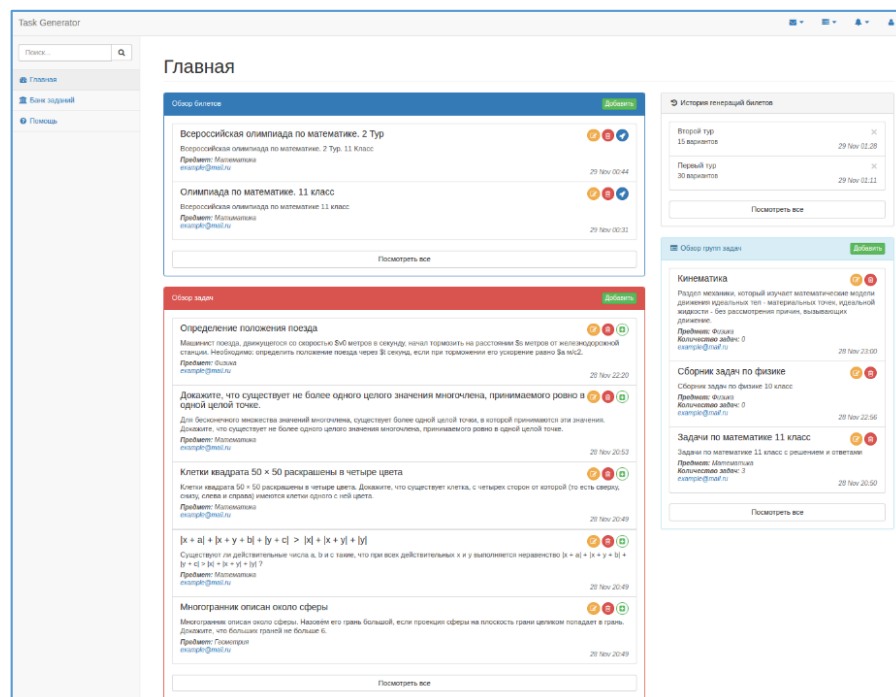 Task Generator
Поиск...
Главная
Банк заданий
Помощь
Главная
Обзор билетов
Добавить
Всероссийская олимпиада по математике. 2 Тур
Всероссийская олимпиада по математике. 2 Тур. 11 Класс
Предмет: Математика
example@mail.ru
29 Nov 00:44
Олимпиада по математике. 11 класс
Всероссийская олимпиада по математике 11 класс
Предмет: Математика
example@mail.ru
29 Nov 00:31
Посмотреть все
Обзор задач
Добавить
Определение положения поезда
Машинист поезда, движущегося со скоростью $v0 метров в секунду, начал тормозить на расстоянии $s метров от железнодорожной
станции. Необходимо: определить положение поезда через $t секунд, если при торможении его ускорение равно $a м/с2.
Предмет: Физика
example@mail.ru
28 Nov 22:20
Докажите, что существует не более одного целого значения многочлена, принимаемого ровно в
одной целой точке.
Для бесконечного множества значений многочлена, существует более одной целой точки, в которой принимаются эти значения.
Докажите, что существует не более одного целого значения многочлена, принимаемого ровно в одной целой точке.
Предмет: Математика
example@mail.ru
28 Nov 20:53
Клетки квадрата 50 × 50 раскрашены в четыре цвета
Клетки квадрата 50 × 50 раскрашены в четыре цвета. Докажите, что существует клетка, с четырех сторон от которой (то есть сверху,
снизу, слева и справа) имеются клетки одного с ней цвета.
Предмет: Математика
example@mail.ru
28 Nov 20:49
|x + a| + |x + y + b| + |y + c| > |x| + |x + y| + |y|
Существуют ли действительные числа a, b и c такие, что при всех действительных x и y выполняется неравенство |x + a| + |x + y + b| +
|y + c| > |x| + |x + y| + |y| ?
Предмет: Математика
example@mail.ru
28 Nov 20:49
Многогранник описан около сферы
Многогранник описан около сферы. Назовём его грань большой, если проекция сферы на плоскость грани целиком попадает в грань.
Докажите, что больших граней не больше 6.
Предмет: Геометрия
example@mail.ru
28 Nov 20:49
Посмотреть все
История генераций билетов
Второй тур
15 вариантов
29 Nov 01:28
Первый тур
30 вариантов
29 Nov 01:11
Посмотреть все
Обзор групп задач
Добавить
Кинематика
Раздел механики, который изучает математические модели
движения идеальных тел - материальных точек, идеальной
жидкости - без рассмотрения причин, вызывающих
движение.
Предмет: Физика
Количество задач: 0
example@mail.ru
28 Nov 23:00
Сборник задач по физике
Сборник задач по физике 10 класс
Предмет: Физика
Количество задач: 0
example@mail.ru
28 Nov 22:56
Задачи по математике 11 класс
Задачи по математике 11 класс с решением и ответами
Предмет: Математика
Количество задач: 3
example@mail.ru
28 Nov 20:50
Посмотреть все